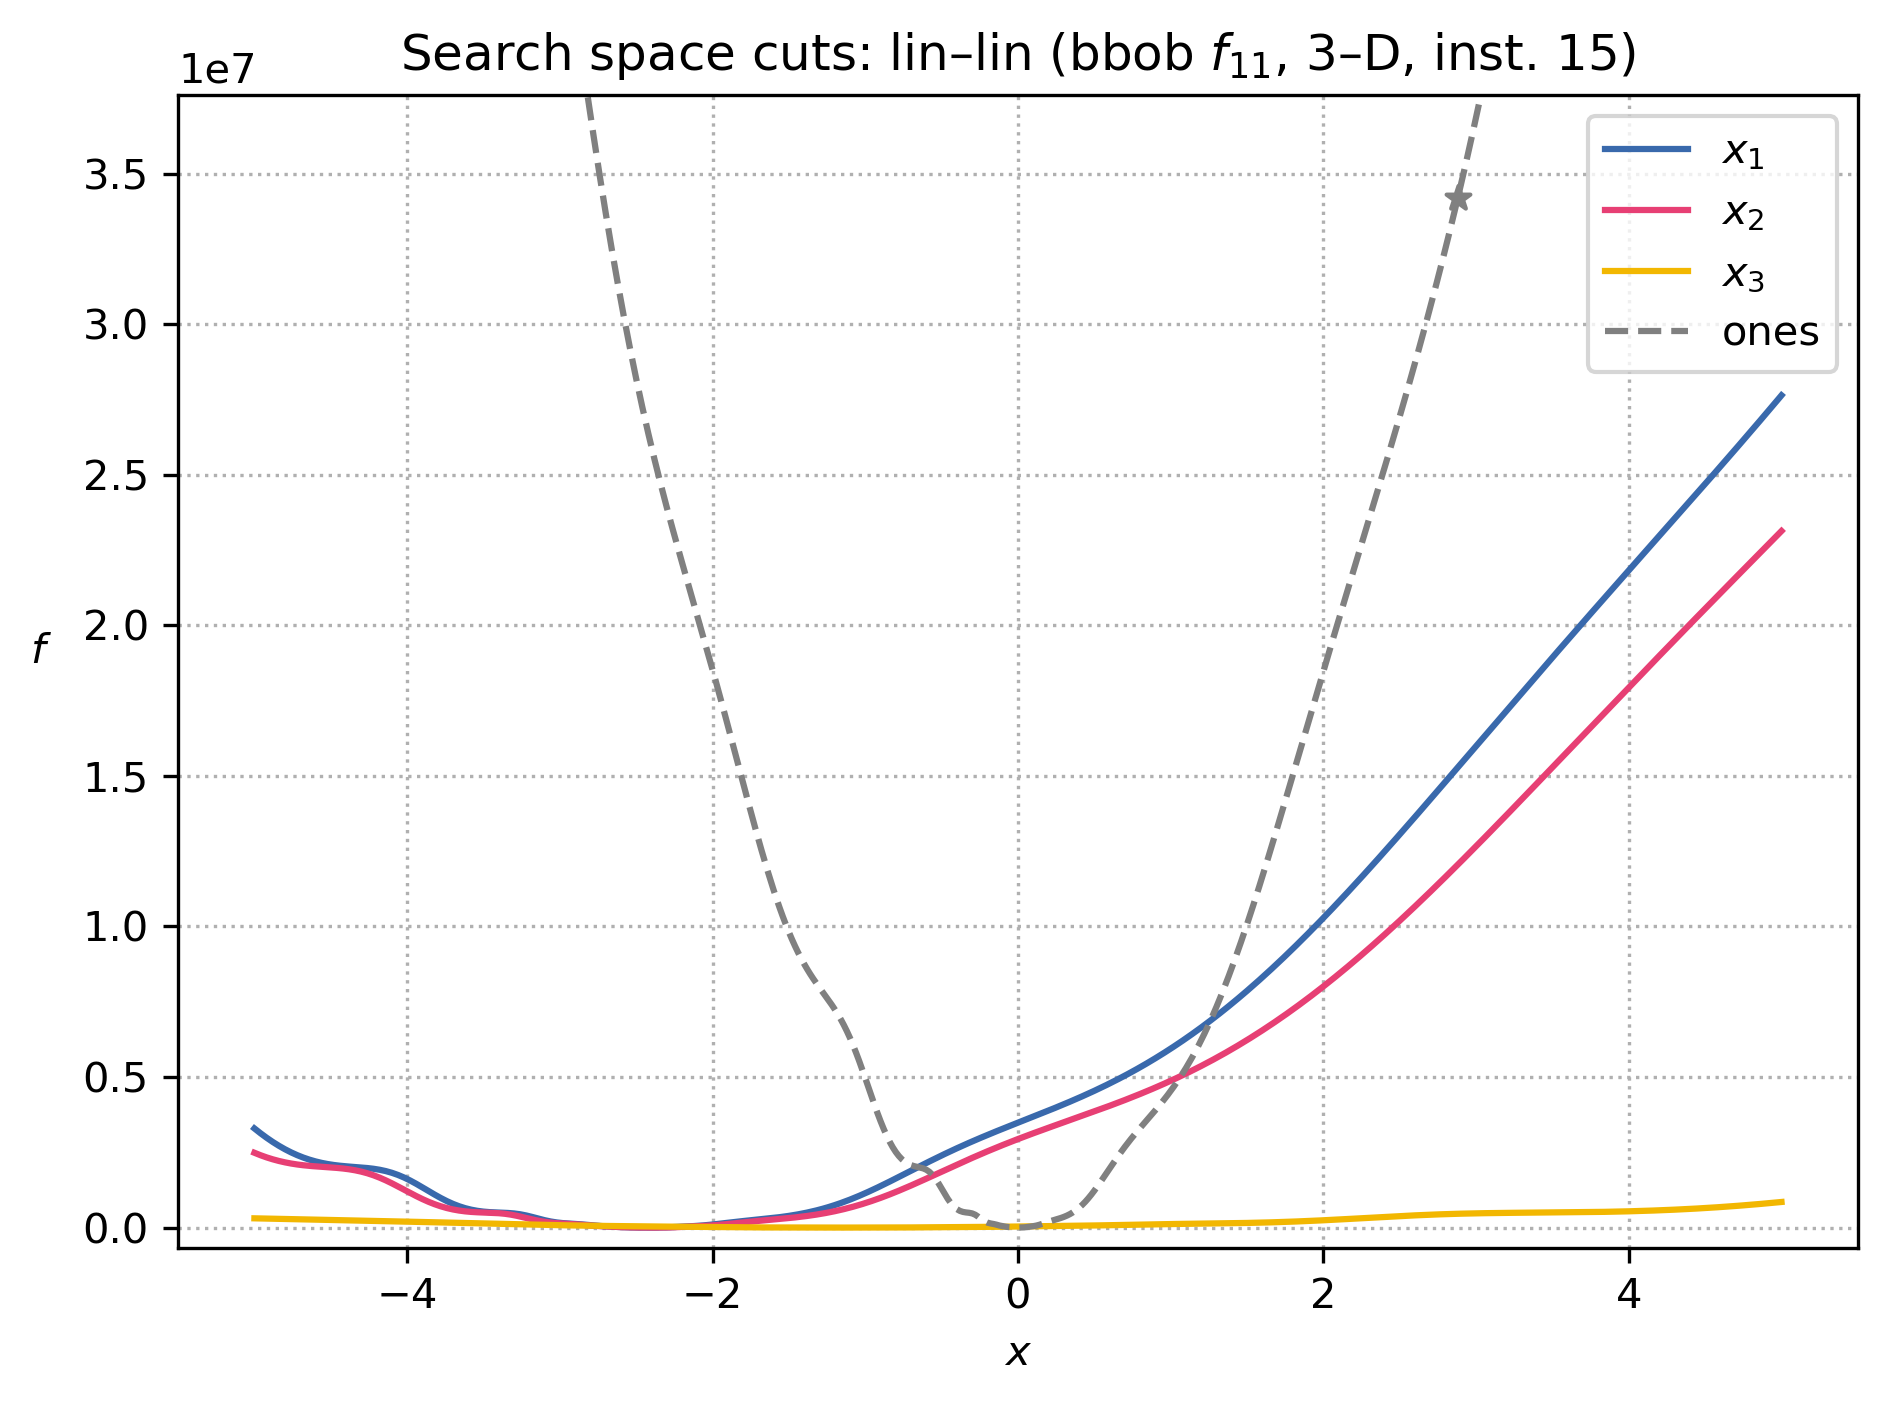 Search space cuts: lin–lin (bbob f11, 3–D, inst. 15)
1e7
x1
x2
x3
ones
3.5
3.0
2.5
2.0
1.5
1.0
0.5
0.0
f
−4 −2 0 2 4
x